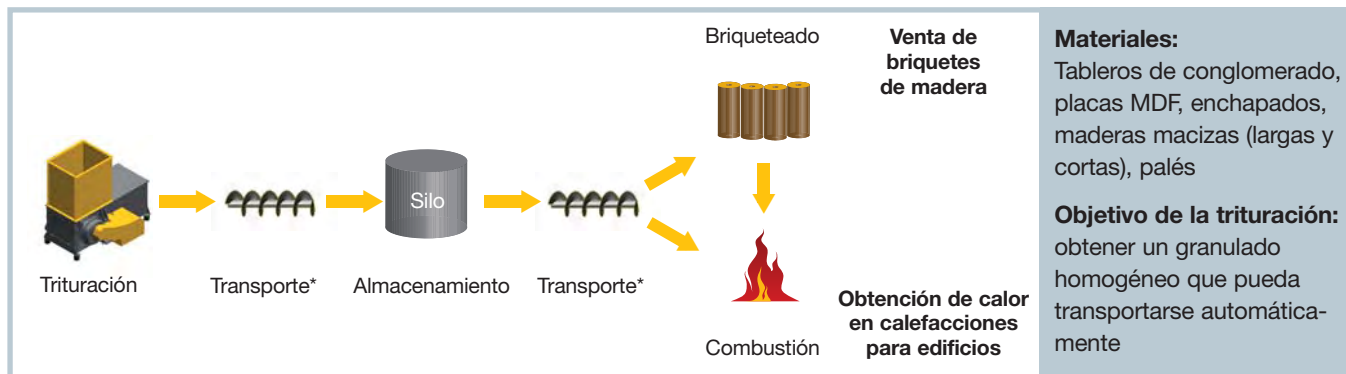 Briqueteado
Venta de
briquetes
de madera
Silo
Trituración
Transporte*
Almacenamiento
Transporte*
Combustión
Obtención de calor
en calefacciones
para edificios
Materiales:
Tableros de conglomerado,
placas MDF, enchapados,
maderas macizas (largas y
cortas), palés
Objetivo de la trituración:
obtener un granulado
homogéneo que pueda
transportarse automática-
mente